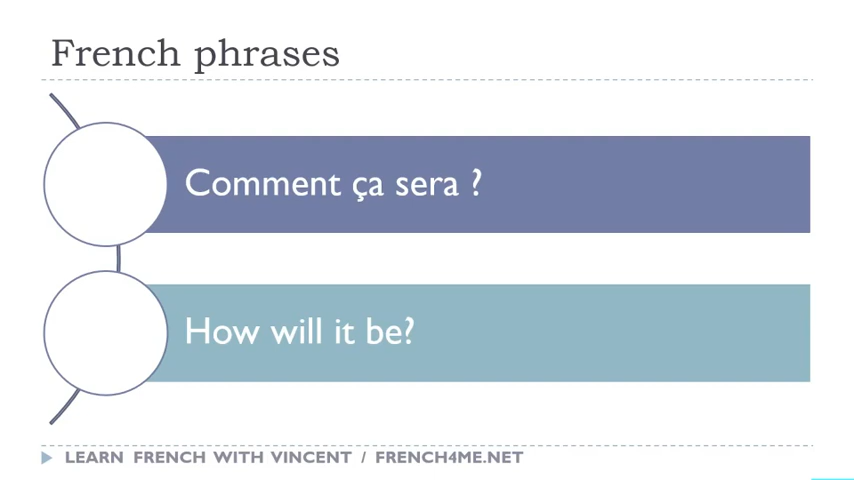 French phrases
Comment ça sera ?
How will it be?
LEARN FRENCH WITH VINCENT / FRENCH4ME.NET